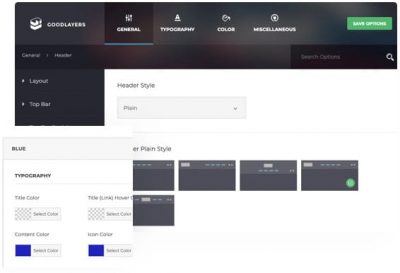 GOODLAYERS
GENERAL
TYPOGRAPHY
COLOR
MISCELLANEOUS
SAVE OPTIONS
General
Header
Search Options
Layout
Top Bar
Header Style
Plain
er Plain Style
BLUE
TYPOGRAPHY
Title Color
Title (Link) Hover C
Select Color
Select Color
Content Color
Icon Color
Select Color
Select Color